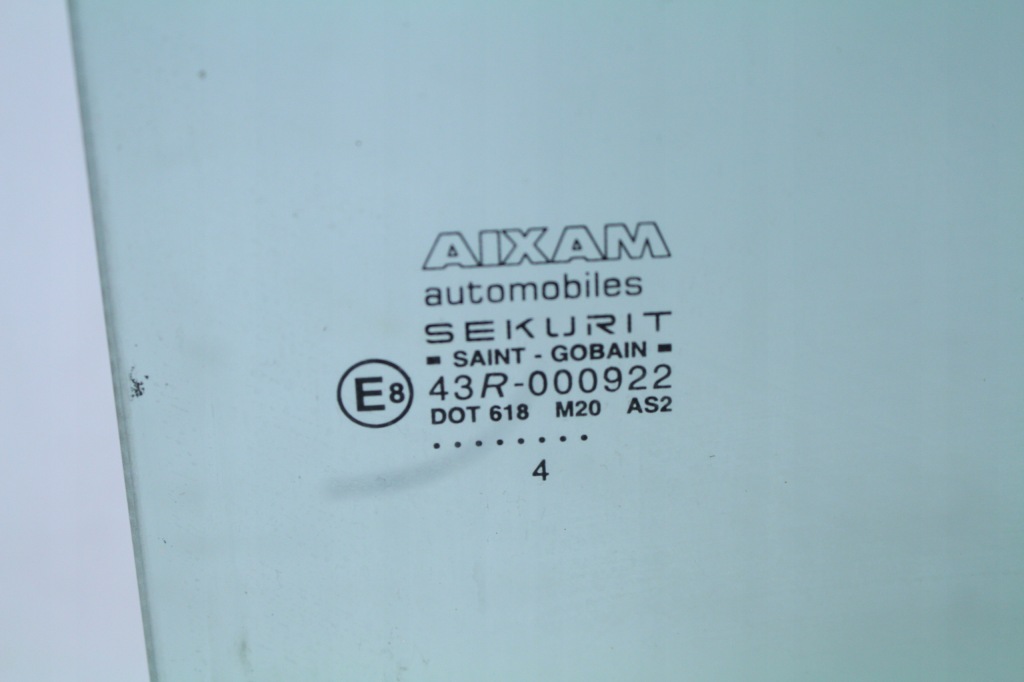 AIXAM
automobiles
SEKURIT
- SAINT - GOBAIN -
E8 43R-000922
DOT 618 M20 AS2
........
4